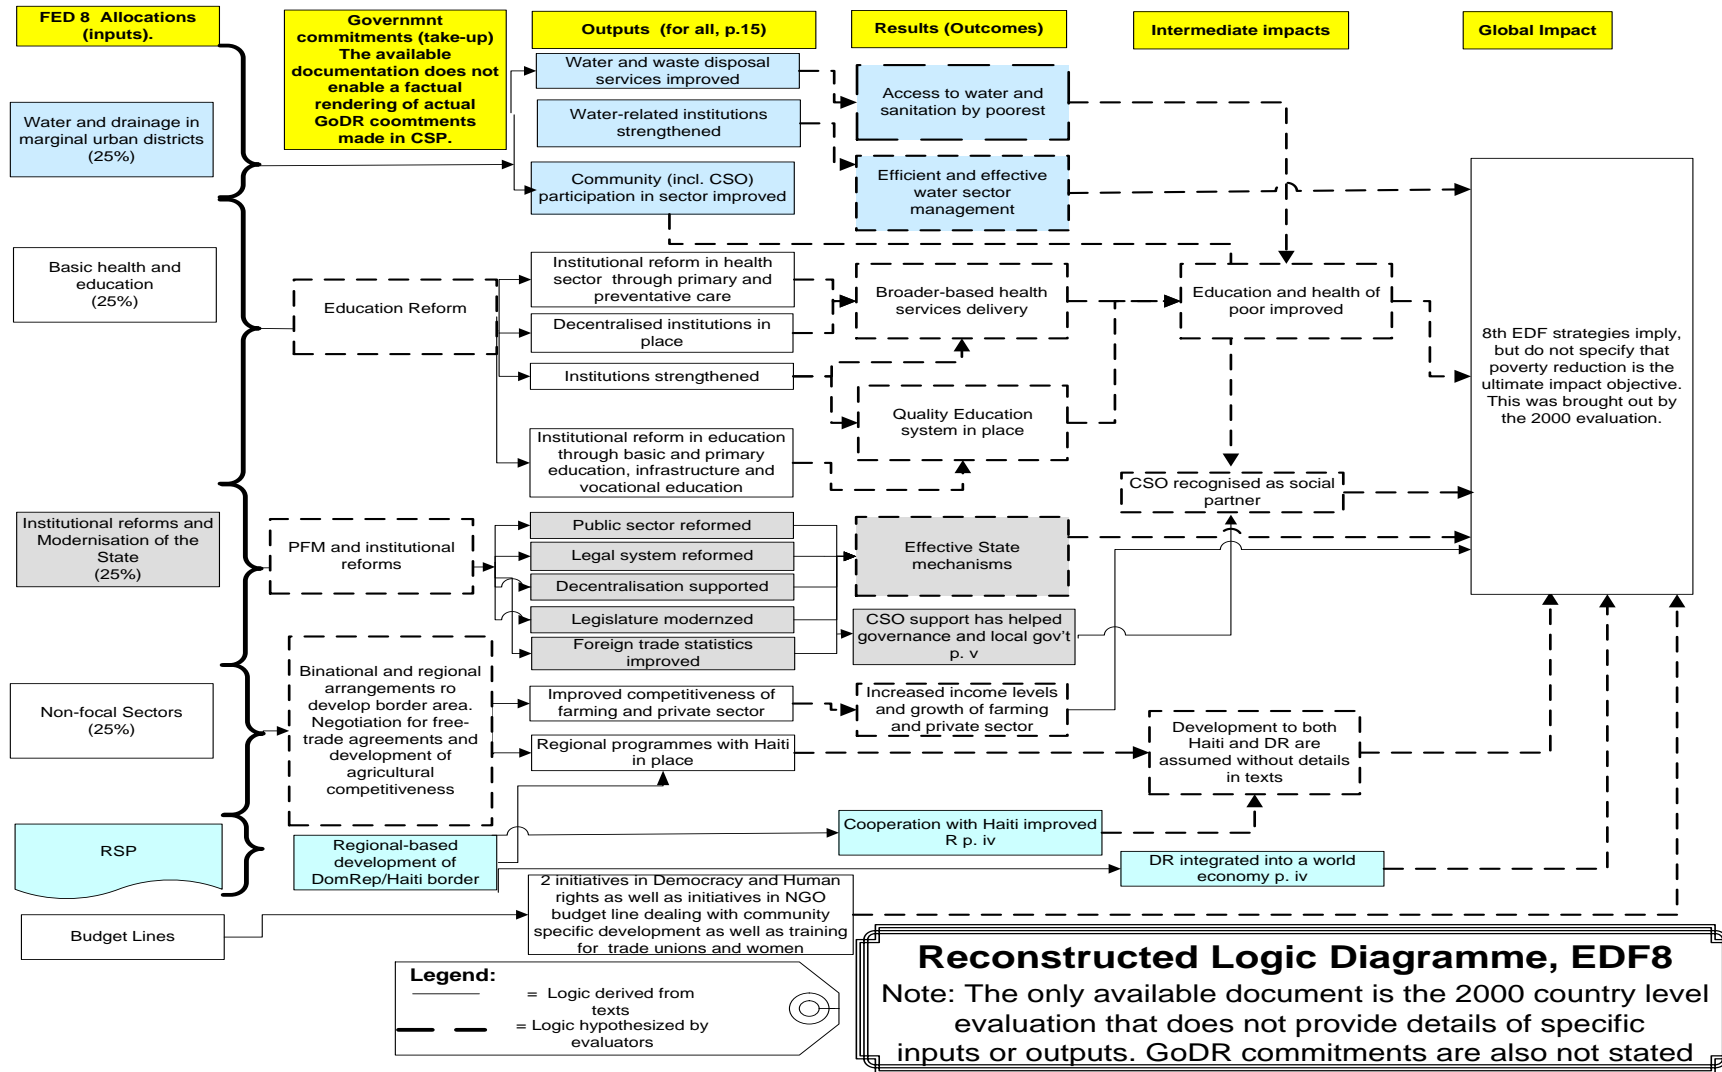 FED 8 Allocations
(inputs).
Governmnt
commitments (take-up)
The available
documentation does not
enable a factual
rendering of actual
GoDR coomtments
made in CSP.
Outputs (for all, p.15)
Results (Outcomes)
Intermediate impacts
Global Impact
Water and drainage in
marginal urban districts
(25%)
Water and waste disposal
services improved
Water-related institutions
strengthened
Community (incl. CSO)
participation in sector improved
Access to water and
sanitation by poorest
Efficient and effective
water sector
management
Basic health and
education
(25%)
Education Reform
Institutional reform in health
sector through primary and
preventative care
Decentralised institutions in
place
Institutions strengthened
Institutional reform in education
through basic and primary
education, infrastructure and
vocational education
Broader-based health
services delivery
Quality Education
system in place
Education and health of
poor improved
CSO recognised as social
partner
8th EDF strategies imply,
but do not specify that
poverty reduction is the
ultimate impact objective.
This was brought out by
the 2000 evaluation.
Institutional reforms and
Modernisation of the
State
(25%)
PFM and institutional
reforms
Public sector reformed
Legal system reformed
Decentralisation supported
Legislature modernzed
Foreign trade statistics
improved
Effective State
mechanisms
CSO support has helped
governance and local gov't
p. v
Non-focal Sectors
(25%)
Binational and regional
arrangements ro
develop border area.
Negotiation for free-
trade agreements and
development of
agricultural
competitiveness
Improved competitiveness of
farming and private sector
Regional programmes with Haiti
in place
Increased income levels
and growth of farming
and private sector
Development to both
Haiti and DR are
assumed without details
in texts
RSP
Regional-based
development of
DomRep/Haiti border
Cooperation with Haiti improved
R p. iv
DR integrated into a world
economy p. iv
Budget Lines
2 initiatives in Democracy and Human
rights as well as initiatives in NGO
budget line dealing with community
specific development as well as training
for trade unions and women
Legend:
= Logic derived from
texts
= Logic hypothesized by
evaluators
Reconstructed Logic Diagramme, EDF8
Note: The only available document is the 2000 country level
evaluation that does not provide details of specific
inputs or outputs. GoDR commitments are also not stated